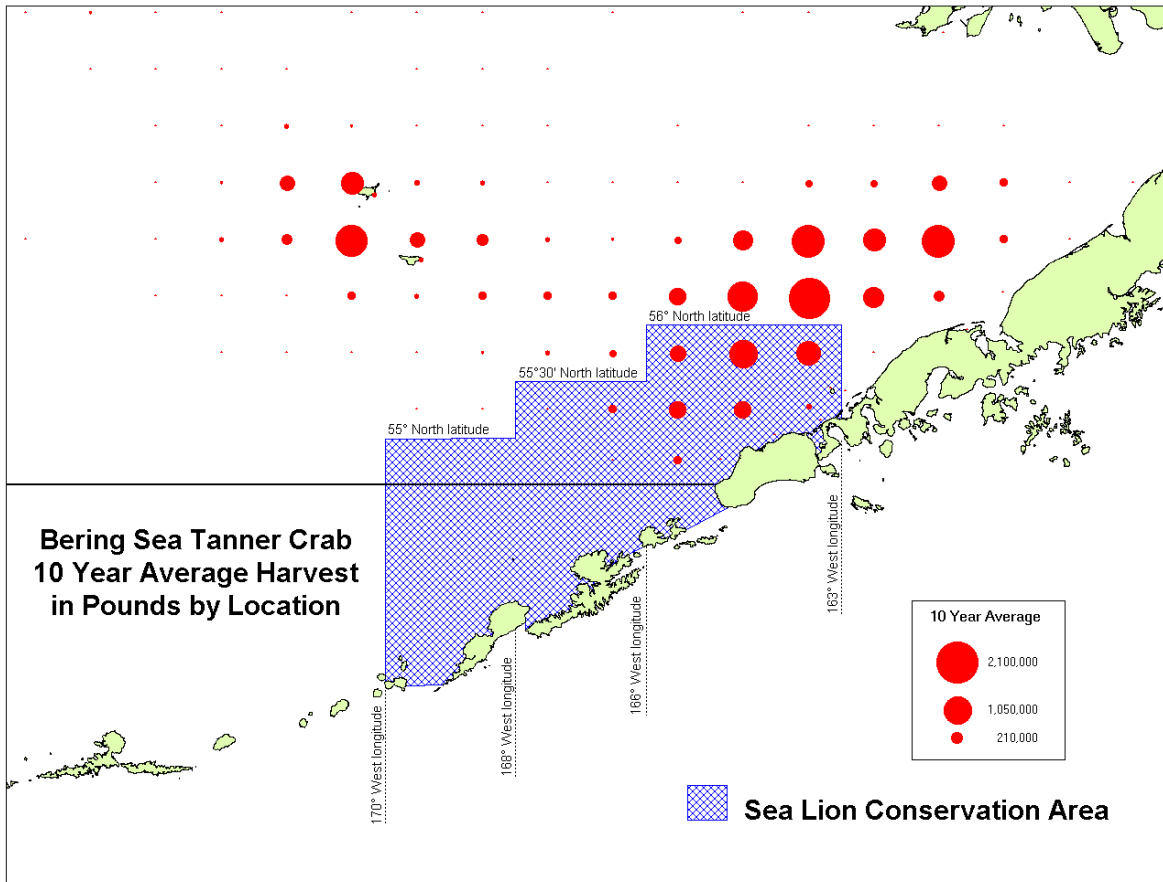 56° North latitude
55°30' North latitude
55° North latitude
Bering Sea Tanner Crab
10 Year Average Harvest
in Pounds by Location
163° West longitude
166° West longitude
168° West longitude
170° West longitude
10 Year Average
2,100,000
1,050,000
210,000
Sea Lion Conservation Area